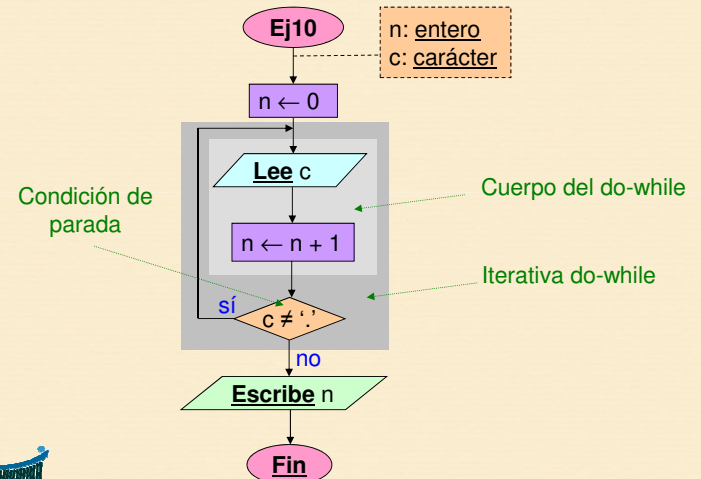 Ej10
n: entero
c: carácter
n ← 0
Lee c
Condición de
parada
Cuerpo del do-while
n ← n + 1
Iterativa do-while
sí
c ≠ ‘.’
no
Escribe n
Fin